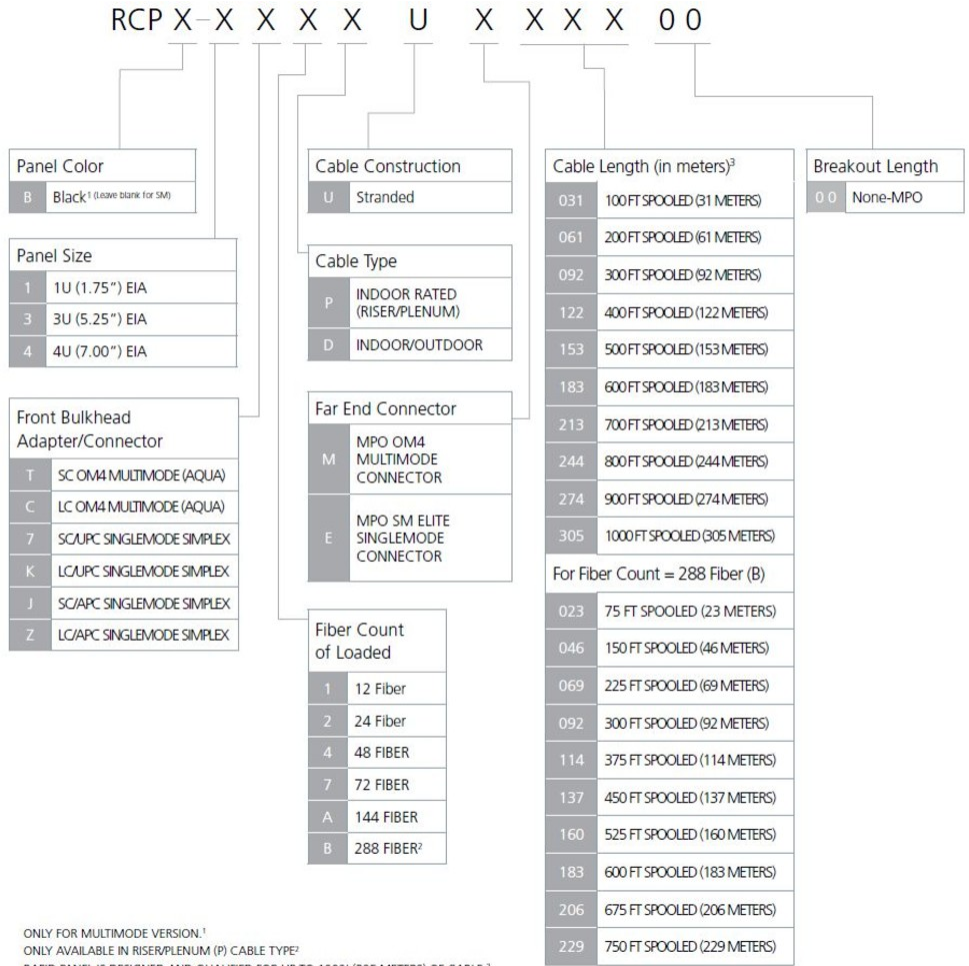 RCP X-X X X X U X X X X 0 0
Panel Color
B Black¹ (Leave blank for SM)
Panel Size
1 1U (1.75”) EIA
3 3U (5.25”) EIA
4 4U (7.00”) EIA
Front Bulkhead
Adapter/Connector
T SC OM4 MULTIMODE (AQUA)
C LC OM4 MULTIMODE (AQUA)
7 SC/UPC SINGLEMODE SIMPLEX
K LC/UPC SINGLEMODE SIMPLEX
J SC/APC SINGLEMODE SIMPLEX
Z LC/APC SINGLEMODE SIMPLEX
Cable Construction
U Stranded
Cable Type
P INDOOR RATED
(RISER/PLENUM)
D INDOOR/OUTDOOR
Far End Connector
M MPO OM4
MULTIMODE
CONNECTOR
E MPO SM ELITE
SINGLEMODE
CONNECTOR
Fiber Count
of Loaded
1 12 Fiber
2 24 Fiber
4 48 FIBER
7 72 FIBER
A 144 FIBER
B 288 FIBER²
Cable Length (in meters)³
031 100 FT SPOOLED (31 METERS)
061 200 FT SPOOLED (61 METERS)
092 300 FT SPOOLED (92 METERS)
122 400 FT SPOOLED (122 METERS)
153 500 FT SPOOLED (153 METERS)
183 600 FT SPOOLED (183 METERS)
213 700 FT SPOOLED (213 METERS)
244 800 FT SPOOLED (244 METERS)
274 900 FT SPOOLED (274 METERS)
305 1000 FT SPOOLED (305 METERS)
For Fiber Count = 288 Fiber (B)
023 75 FT SPOOLED (23 METERS)
046 150 FT SPOOLED (46 METERS)
069 225 FT SPOOLED (69 METERS)
092 300 FT SPOOLED (92 METERS)
114 375 FT SPOOLED (114 METERS)
137 450 FT SPOOLED (137 METERS)
160 525 FT SPOOLED (160 METERS)
183 600 FT SPOOLED (183 METERS)
206 675 FT SPOOLED (206 METERS)
229 750 FT SPOOLED (229 METERS)
Breakout Length
0 0 None-MPO
ONLY FOR MULTIMODE VERSION.¹
ONLY AVAILABLE IN RISER/PLENUM (P) CABLE TYPE²